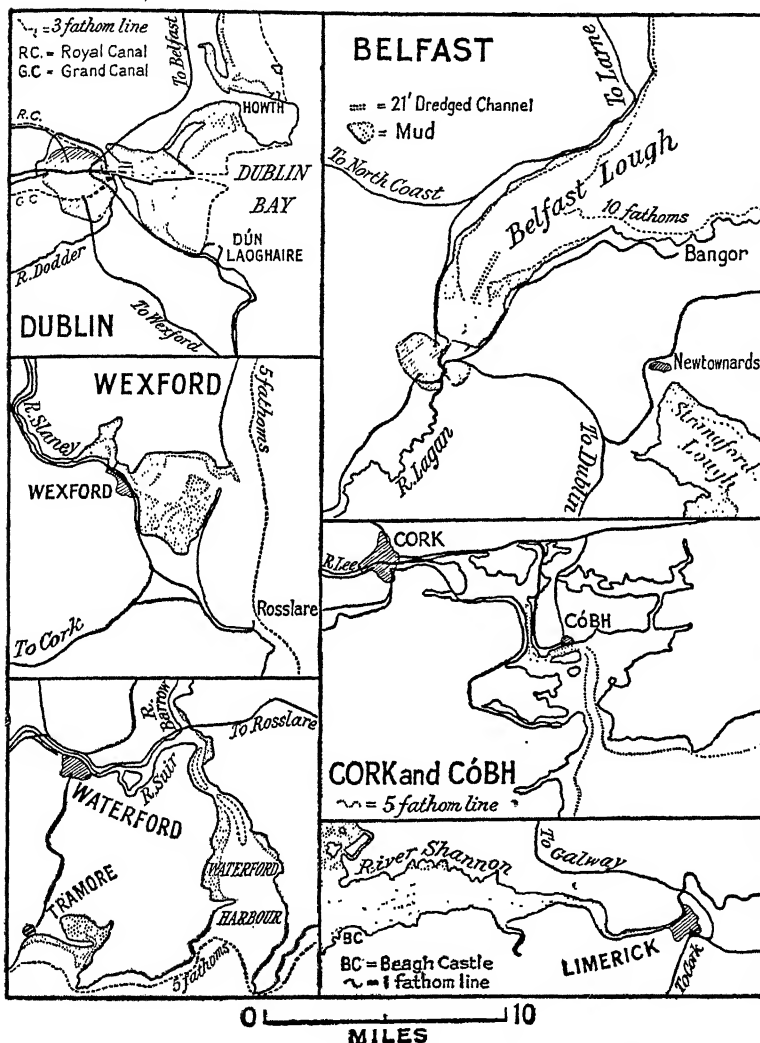 = 3 fathom line
R.C. = Royal Canal
G.C = Grand Canal
To Belfast
HOWTH
R.C.
G C
DUBLIN
BAY
DÚN
LAOGHAIRE
R. Dodder
To Wexford
DUBLIN
BELFAST
= 21' Dredged Channel
= Mud
To Larne
To North Coast
Belfast Lough
10 fathoms
Bangor
Newtownards
Strangford
Lough
R. Lagan
To Dublin
WEXFORD
5 fathoms
R. Slaney
WEXFORD
Rosslare
To Cork
CORK
R. Lee
CÓBH
CORK and CÓBH
= 5 fathom line
R.
Barrow
To Rosslare
R. Suir
WATERFORD
WATERFORD
HARBOUR
TRAMORE
5 fathoms
River Shannon
To Galway
BC
BC = Beagh Castle
= 1 fathom line
LIMERICK
To Cork
0 10
MILES